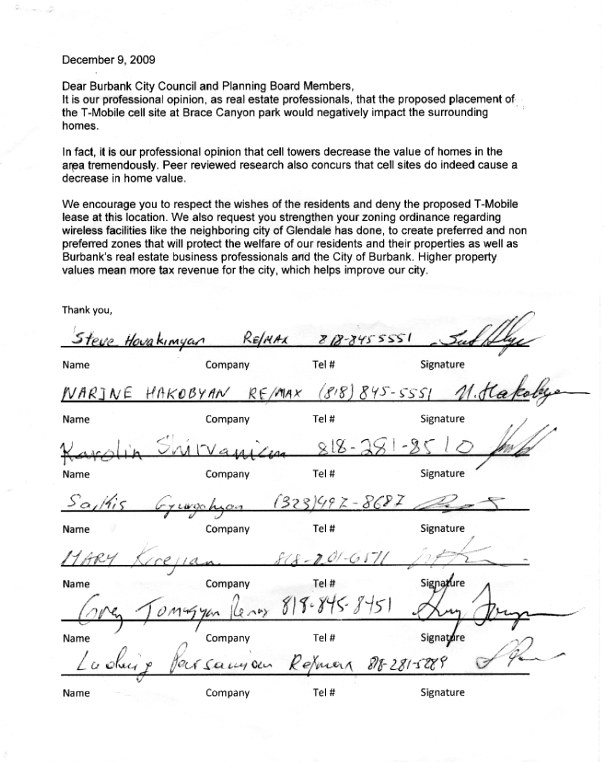 December 9, 2009
Dear Burbank City Council and Planning Board Members,
It is our professional opinion, as real estate professionals, that the proposed placement of
the T-Mobile cell site at Brace Canyon park would negatively impact the surrounding
homes.
In fact, it is our professional opinion that cell towers decrease the value of homes in the
area tremendously. Peer reviewed research also concurs that cell sites do indeed cause a
decrease in home value.
We encourage you to respect the wishes of the residents and deny the proposed T-Mobile
lease at this location. We also request you strengthen your zoning ordinance regarding
wireless facilities like the neighboring city of Glendale has done, to create preferred and non
preferred zones that will protect the welfare of our residents and their properties as well as
Burbank's real estate business professionals and the City of Burbank. Higher property
values mean more tax revenue for the city, which helps improve our city.
Thank you,
Steve Hovakimyan RE/MAX 818-845 5551
Name Company Tel # Signature
NARINE HAKOBYAN RE/MAX (818) 845-5551 N. Hakobyan
Name Company Tel # Signature
Karolin Shirvanian 818-281-8510
Name Company Tel # Signature
Sarkis (323) 497-8687
Name Company Tel # Signature
MARY 818-201-6571
Name Company Tel # Signature
Greg 818-845-8451
Name Company Tel # Signature
Ludwig Parsamian Remax 818-281-5889
Name Company Tel # Signature